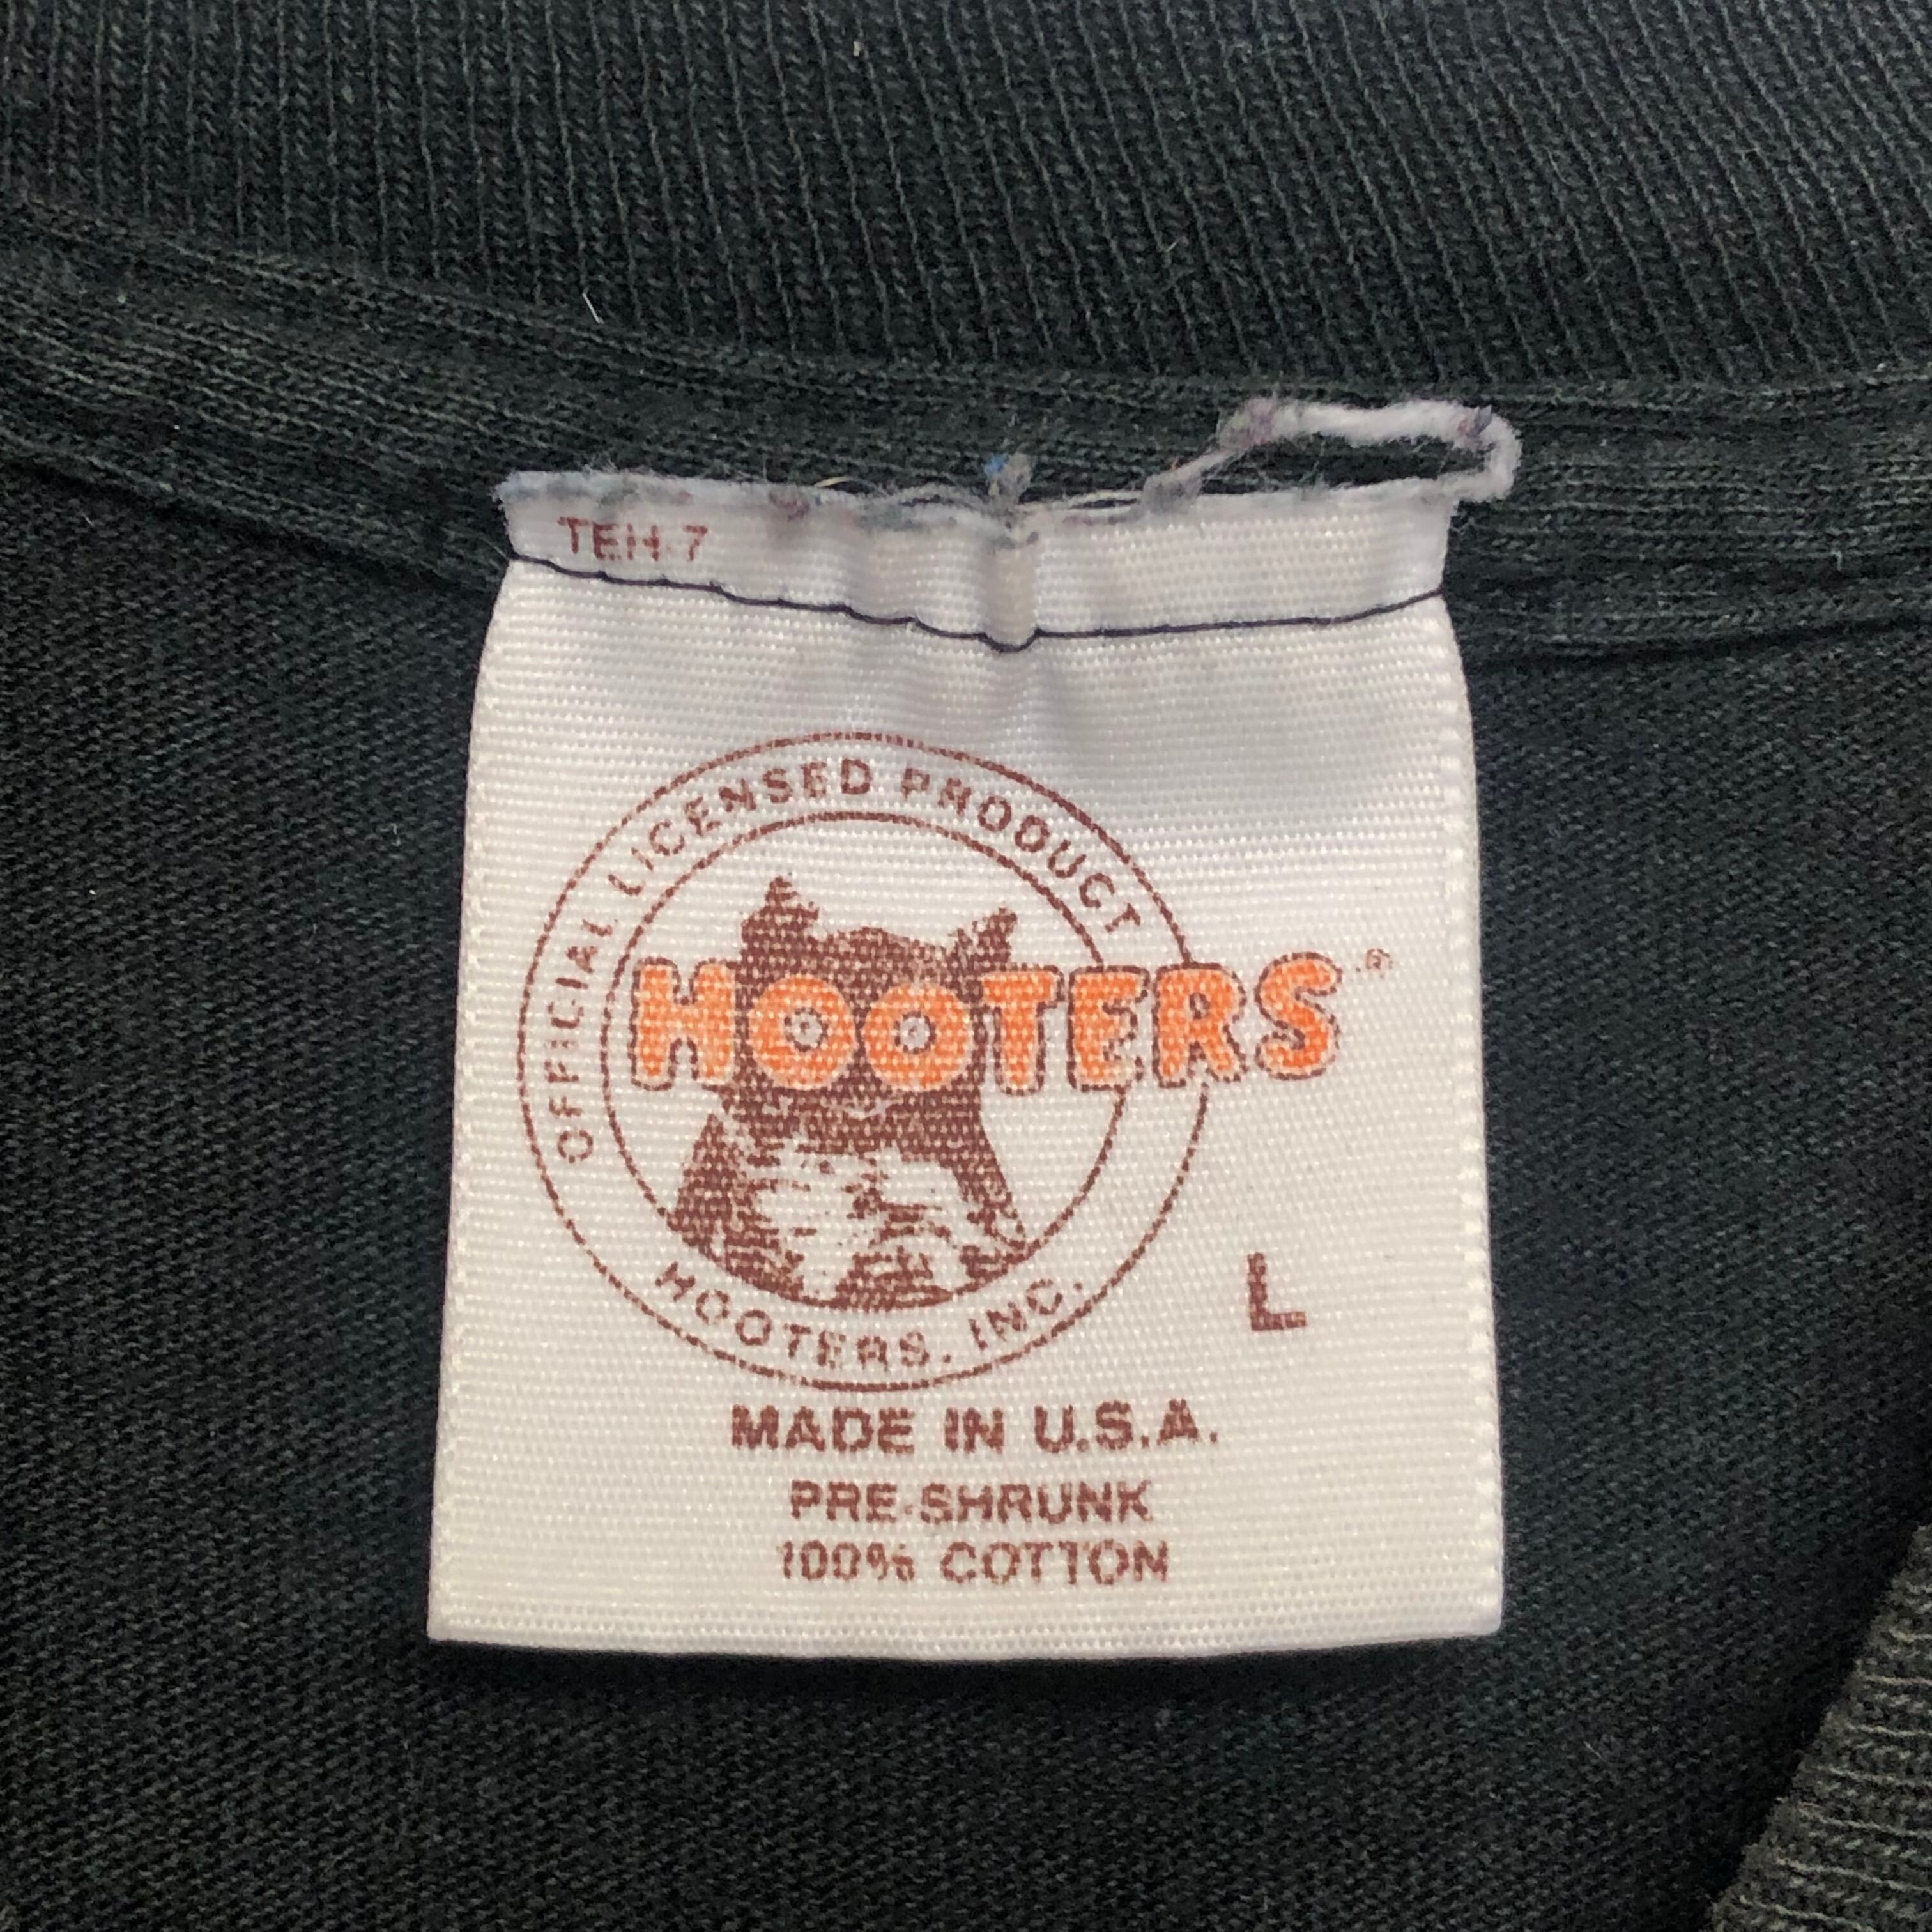 TEH-7
OFFICIAL LICENSED PRODUCT
HOOTERS®
HOOTERS, INC.
L
MADE IN U.S.A.
PRE-SHRUNK
100% COTTON